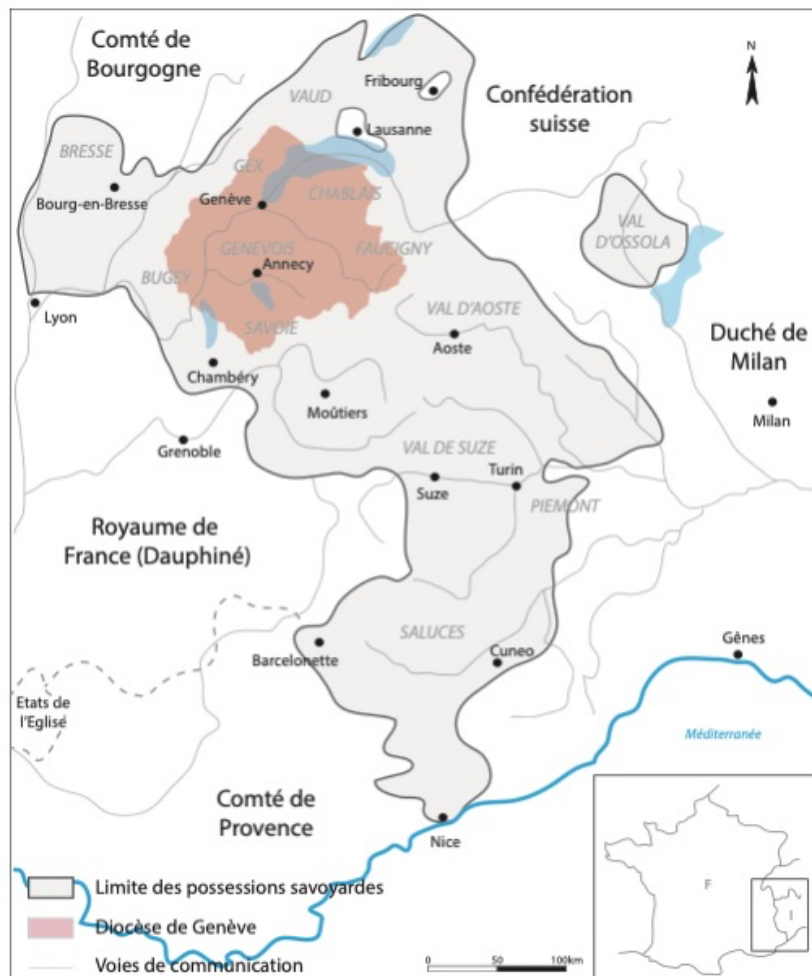 N
Comté de
Bourgogne
Fribourg
Confédération
suisse
VAUD
Lausanne
BRESSE
GEX
Bourg-en-Bresse
Genève
CHABLAIS
VAL
D'OSSOLA
GENEVOIS
FAUCIGNY
Annecy
BUGEY
Lyon
SAVOIE
VAL D'AOSTE
Aoste
Duché de
Milan
Chambéry
Moûtiers
Milan
Grenoble
VAL DE SUZE
Turin
Suze
PIEMONT
Royaume de
France (Dauphiné)
SALUCES
Barcelonette
Cuneo
Gênes
Etats de
l'Eglisé
Méditerranée
Comté de
Provence
Nice
F
I
Limite des possessions savoyardes
Diocèse de Genève
Voies de communication
0 50 100km